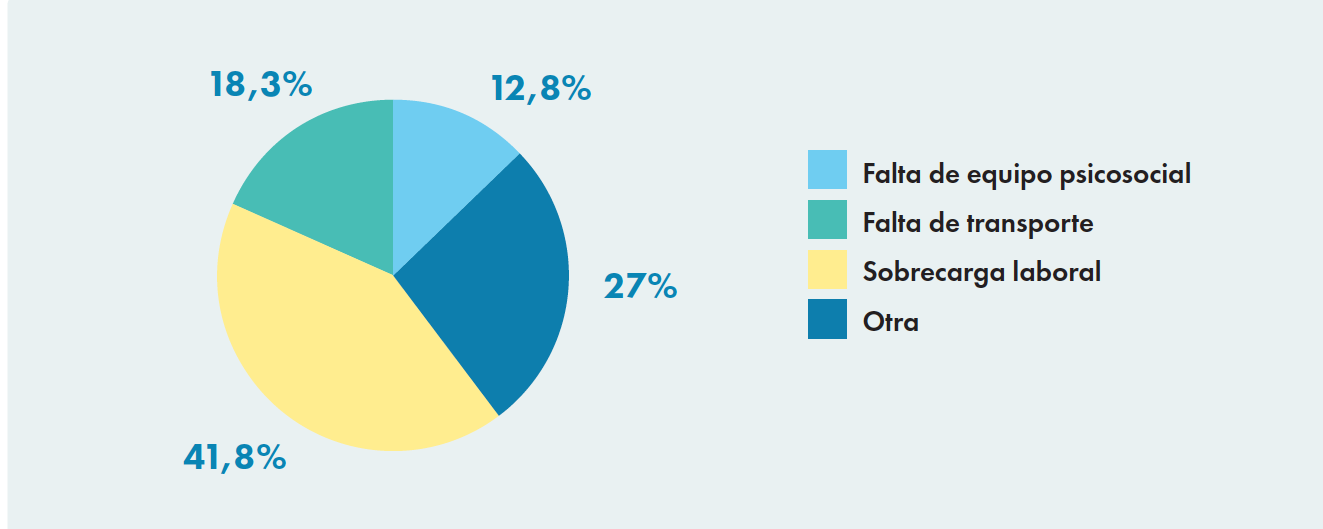 18,3%
12,8%
27%
41,8%
Falta de equipo psicosocial
Falta de transporte
Sobrecarga laboral
Otra